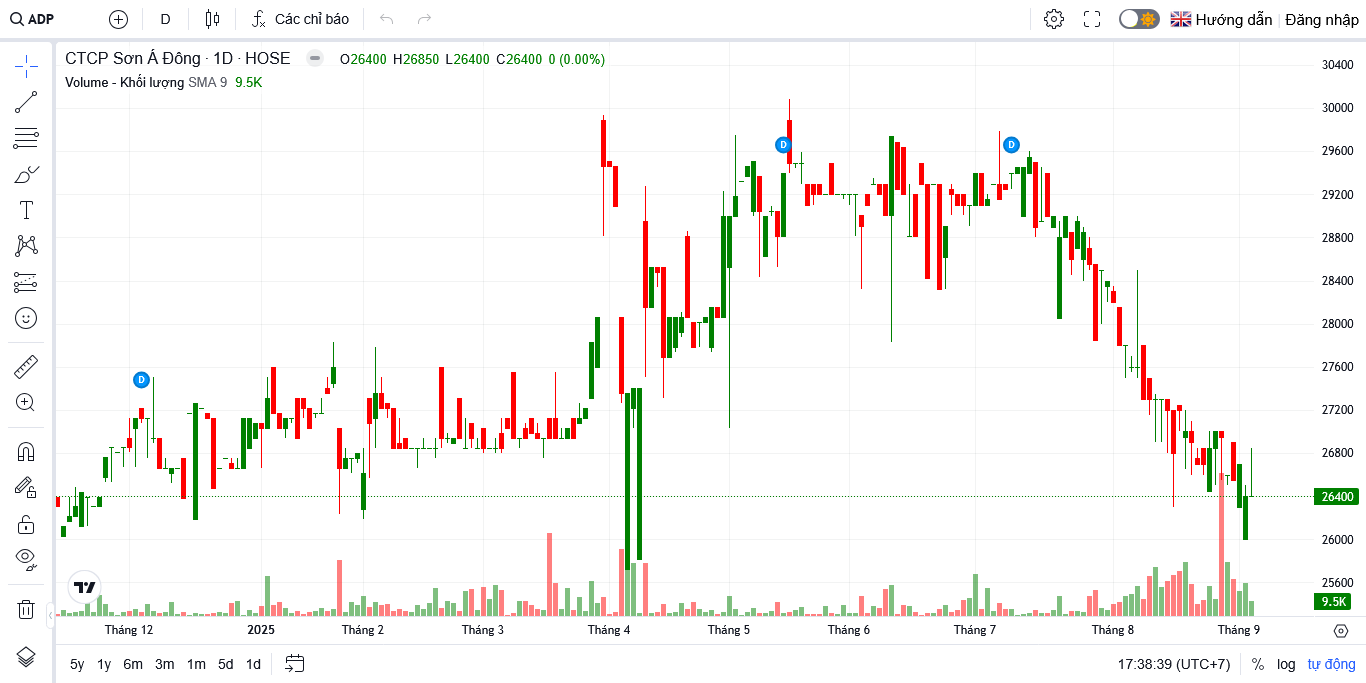 ADP D Các chỉ báo Hướng dẫn Đăng nhập
CTCP Sơn Á Đông · 1D · HOSE O26400 H26850 L26400 C26400 0 (0.00%)
Volume - Khối lượng SMA 9 9.5K
30400
30000
29600
29200
28800
28400
28000
27600
27200
26800
26400
26000
25600
9.5K
D
D
D
Tháng 12 2025 Tháng 2 Tháng 3 Tháng 4 Tháng 5 Tháng 6 Tháng 7 Tháng 8 Tháng 9
5y 1y 6m 3m 1m 5d 1d 17:38:39 (UTC+7) % log tự động